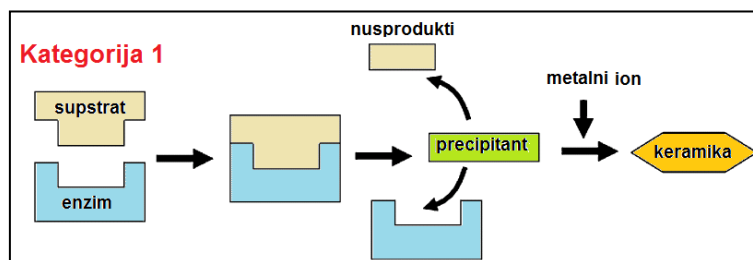 nusprodukti
Kategorija 1
metalni ion
supstrat
precipitant
keramika
enzim